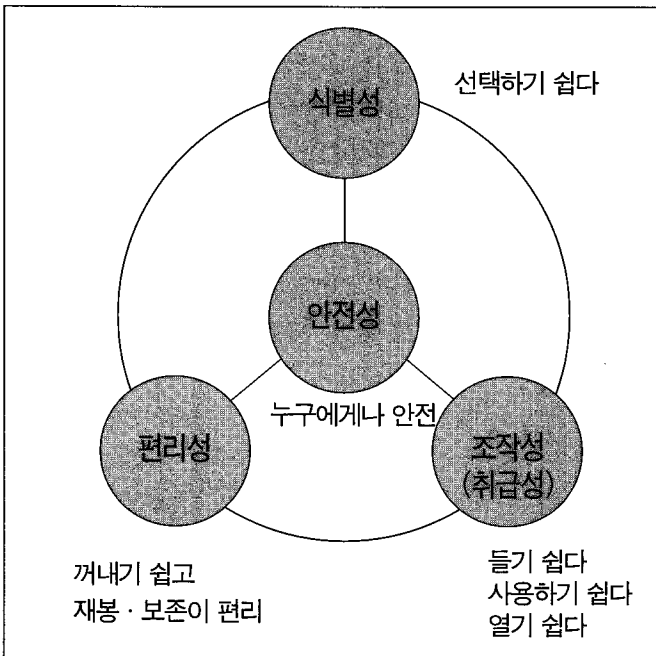 식별성
선택하기 쉽다
안전성
누구에게나 안전
편리성
조작성
(취급성)
꺼내기 쉽고
재봉 · 보존이 편리
들기 쉽다
사용하기 쉽다
열기 쉽다